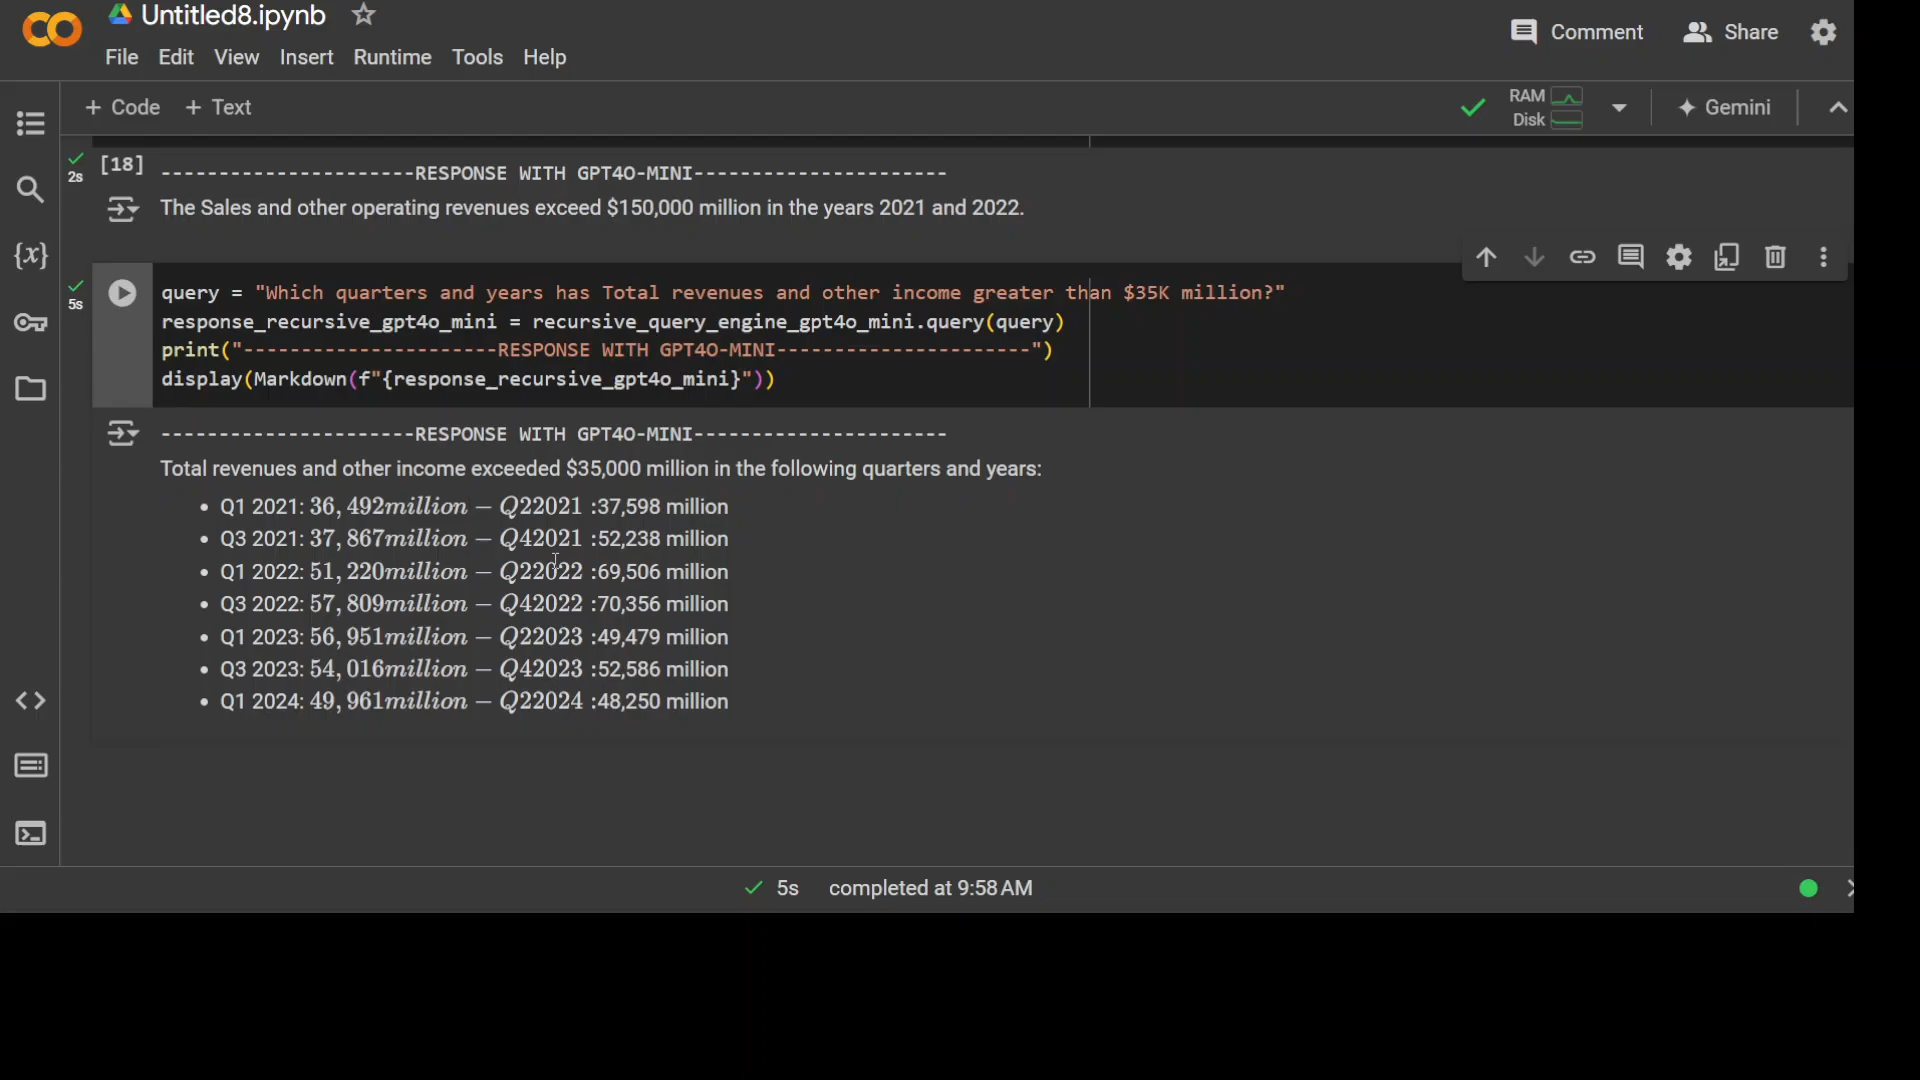 Untitled8.ipynb
File Edit View Insert Runtime Tools Help
Comment Share
+ Code + Text
RAM
Disk
Gemini
2s
[18]
----------------------RESPONSE WITH GPT4O-MINI----------------------
The Sales and other operating revenues exceed $150,000 million in the years 2021 and 2022.
5s
query = "Which quarters and years has Total revenues and other income greater than $35K million?"
response_recursive_gpt4o_mini = recursive_query_engine_gpt4o_mini.query(query)
print("----------------------RESPONSE WITH GPT4O-MINI----------------------")
display(Markdown(f"{response_recursive_gpt4o_mini}"))
----------------------RESPONSE WITH GPT4O-MINI----------------------
Total revenues and other income exceeded $35,000 million in the following quarters and years:
• Q1 2021: 36, 492million − Q22021 :37,598 million
• Q3 2021: 37, 867million − Q42021 :52,238 million
• Q1 2022: 51, 220million − Q22022 :69,506 million
• Q3 2022: 57, 809million − Q42022 :70,356 million
• Q1 2023: 56, 951million − Q22023 :49,479 million
• Q3 2023: 54, 016million − Q42023 :52,586 million
• Q1 2024: 49, 961million − Q22024 :48,250 million
5s completed at 9:58 AM